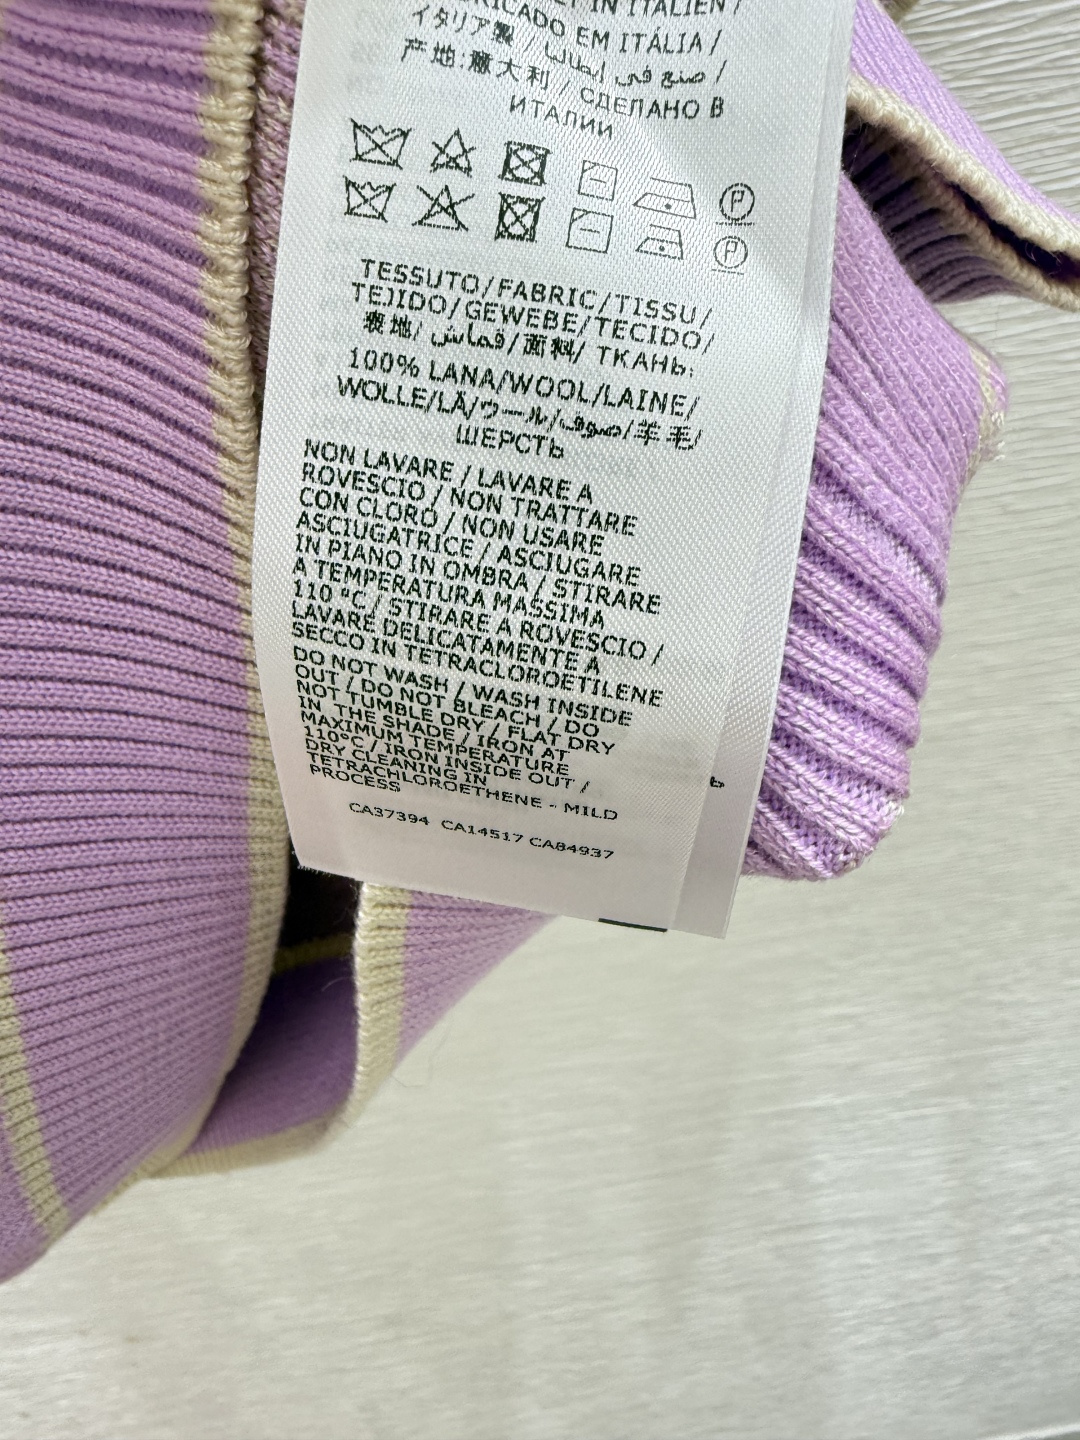 IN ITALIEN /
FABRICADO EM ITÁLIA /
イタリア製 / صنع في إيطاليا /
产地:意大利 / СДЕЛАНО В
ИТАЛИИ
P
P
TESSUTO/FABRIC/TISSU/
TEJIDO/GEWEBE/TECIDO/
表地/ قماش/面料/ ТКАНЬ:
100% LANA/WOOL/LAINE/
WOLLE/LÃ/ウール/صوف/羊毛/
ШЕРСТЬ
NON LAVARE / LAVARE A
ROVESCIO / NON TRATTARE
CON CLORO / NON USARE
ASCIUGATRICE / ASCIUGARE
IN PIANO IN OMBRA / STIRARE
A TEMPERATURA MASSIMA
110 °C / STIRARE A ROVESCIO /
LAVARE DELICATAMENTE A
SECCO IN TETRACLOROETILENE
DO NOT WASH / WASH INSIDE
OUT / DO NOT BLEACH / DO
NOT TUMBLE DRY / FLAT DRY
IN THE SHADE / IRON AT
MAXIMUM TEMPERATURE
110°C / IRON INSIDE OUT /
DRY CLEANING IN
TETRACHLOROETHENE - MILD
PROCESS
CA37394 CA14517 CA84937